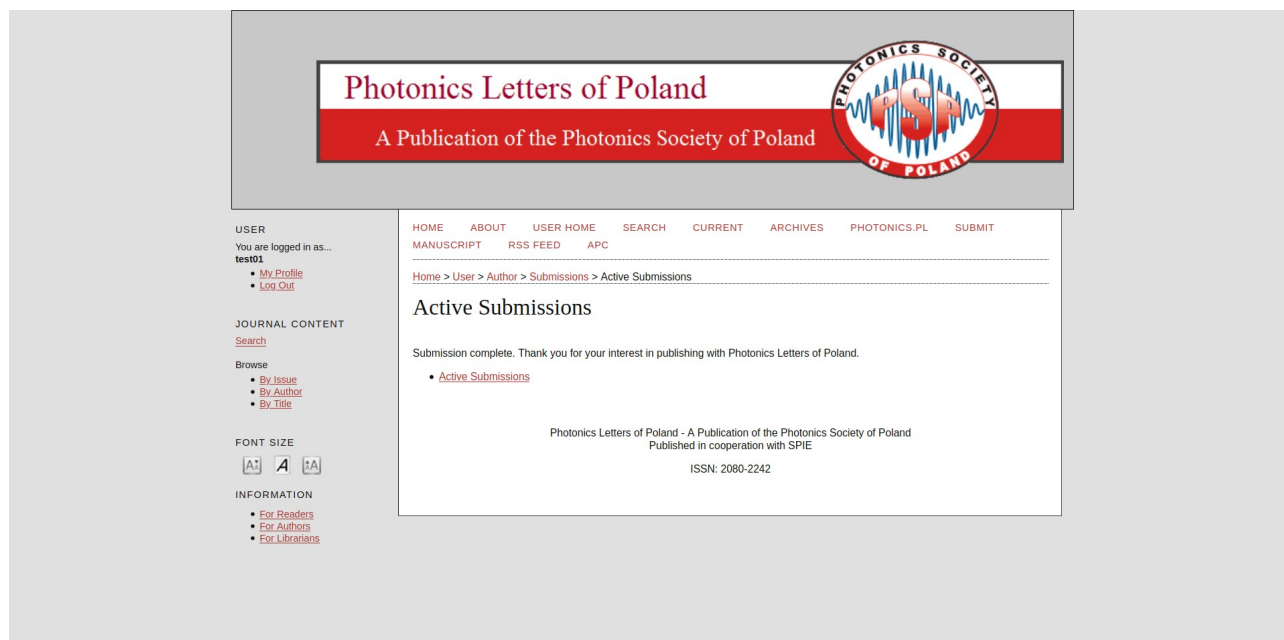 Photonics Letters of Poland
A Publication of the Photonics Society of Poland
PHOTONICS SOCIETY
PSP
OF POLAND
USER
You are logged in as...
test01
My Profile
Log Out
JOURNAL CONTENT
Search
Browse
By Issue
By Author
By Title
FONT SIZE
A A A
INFORMATION
For Readers
For Authors
For Librarians
HOME ABOUT USER HOME SEARCH CURRENT ARCHIVES PHOTONICS.PL SUBMIT
MANUSCRIPT RSS FEED APC
Home > User > Author > Submissions > Active Submissions
Active Submissions
Submission complete. Thank you for your interest in publishing with Photonics Letters of Poland.
Active Submissions
Photonics Letters of Poland - A Publication of the Photonics Society of Poland
Published in cooperation with SPIE
ISSN: 2080-2242